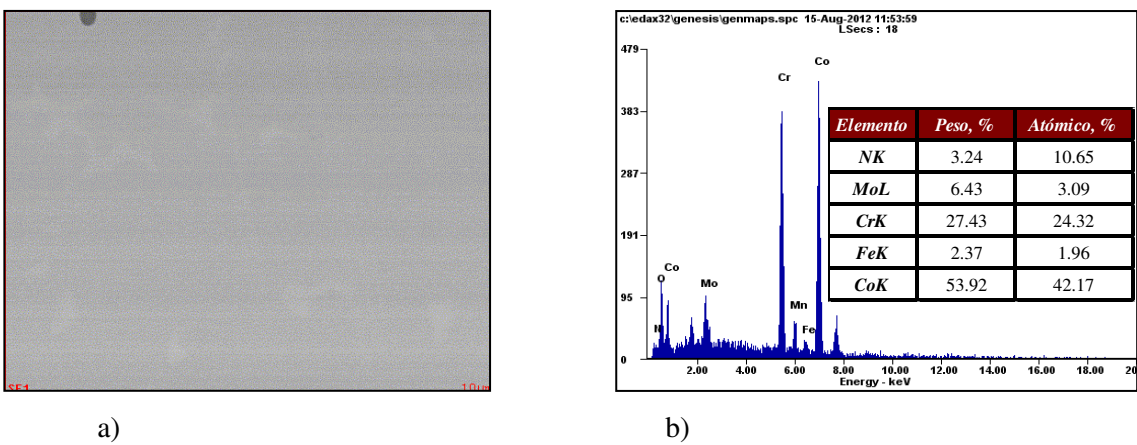 c:\edax32\genesis\genmaps.spc 15-Aug-2012 11:53:59
LSecs : 18
479
383
287
191
95
0
Cr
Co
O
Co
N
Mo
Mn
Fe
Elemento Peso, % Atómico, %
NK 3.24 10.65
MoL 6.43 3.09
CrK 27.43 24.32
FeK 2.37 1.96
CoK 53.92 42.17
2.00 4.00 6.00 8.00 10.00 12.00 14.00 16.00 18.00 20
Energy - keV
SE1 10µm
a) b)